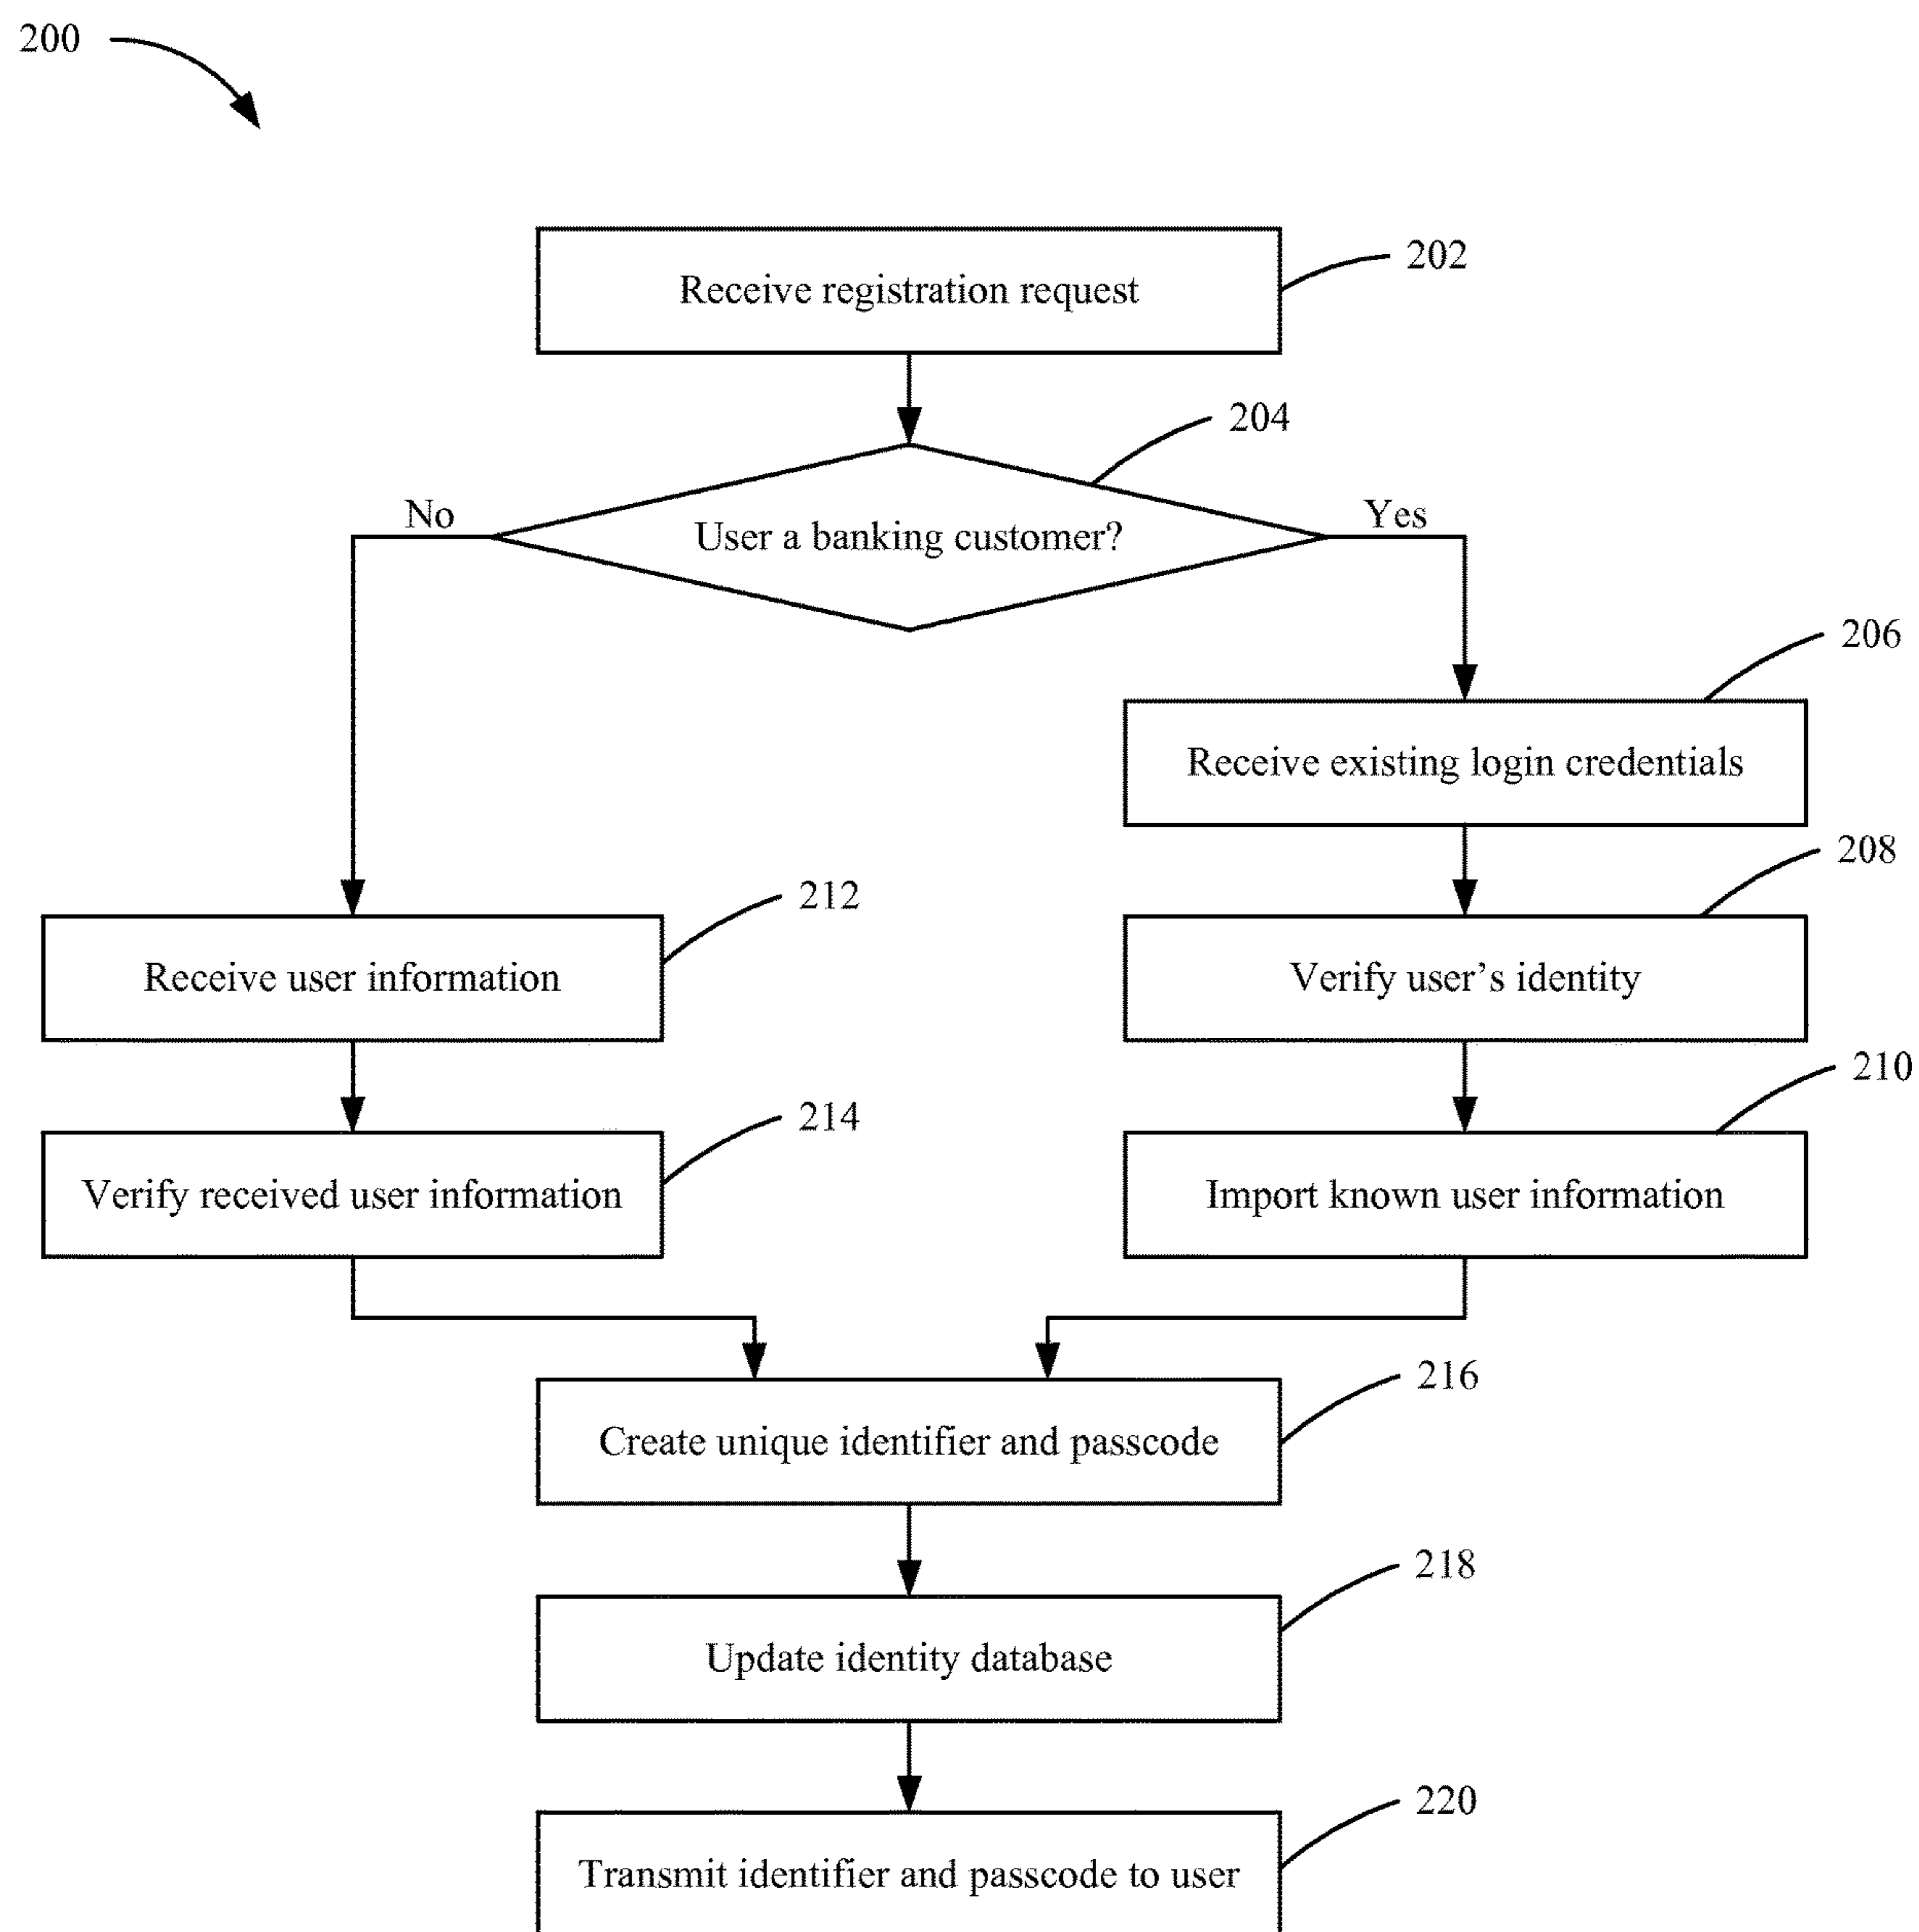 200
Receive registration request
202
204
No
User a banking customer?
Yes
206
Receive existing login credentials
208
212
Receive user information
Verify user’s identity
210
214
Verify received user information
Import known user information
216
Create unique identifier and passcode
218
Update identity database
220
Transmit identifier and passcode to user